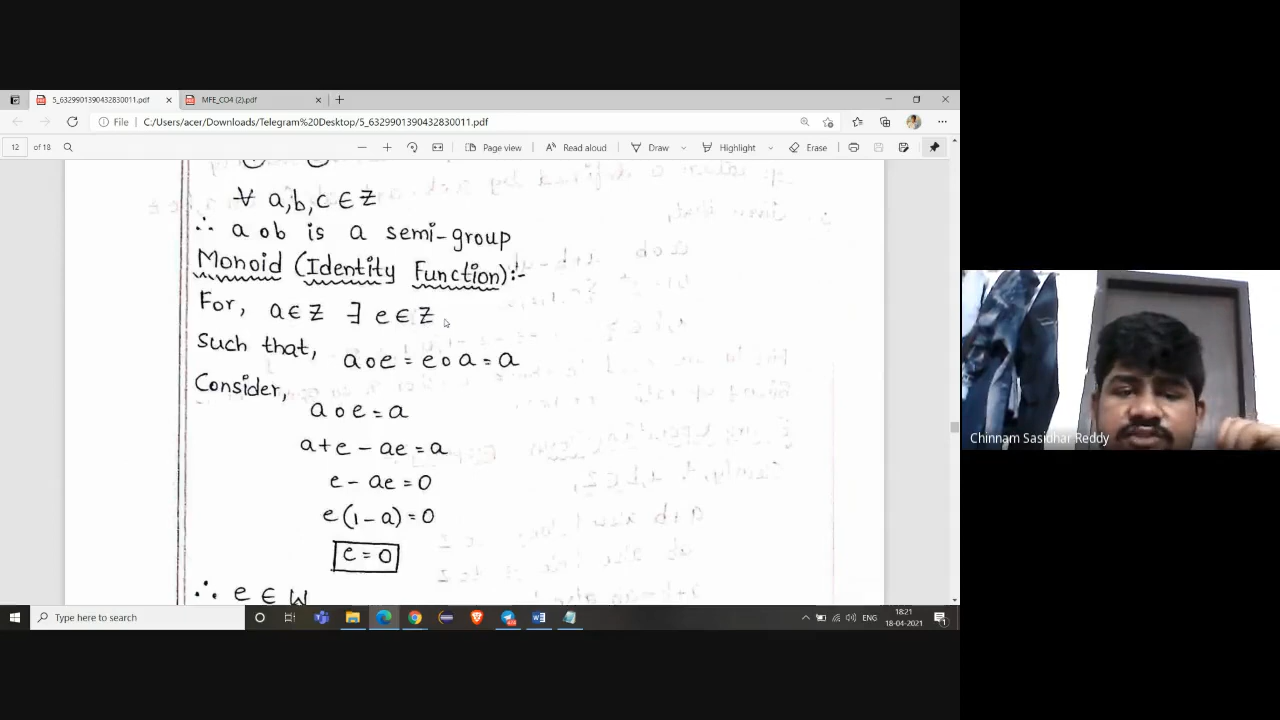 5_6329901390432830011.pdf
MFE_CO4 (2).pdf
File
C:/Users/acer/Downloads/Telegram%20Desktop/5_6329901390432830011.pdf
12 of 18
Page view
Read aloud
Draw
Highlight
Erase
∀ a,b,c ∈ Z
∴ a o b is a semi-group
Monoid (Identity Function):-
For, a ∈ Z ∃ e ∈ Z
Such that, a o e = e o a = a
Consider,
a o e = a
a + e - ae = a
e - ae = 0
e (1 - a) = 0
e = 0
∴ e ∈ W
Chinnam Sasidhar Reddy
Type here to search
ENG
18:21
18-04-2021